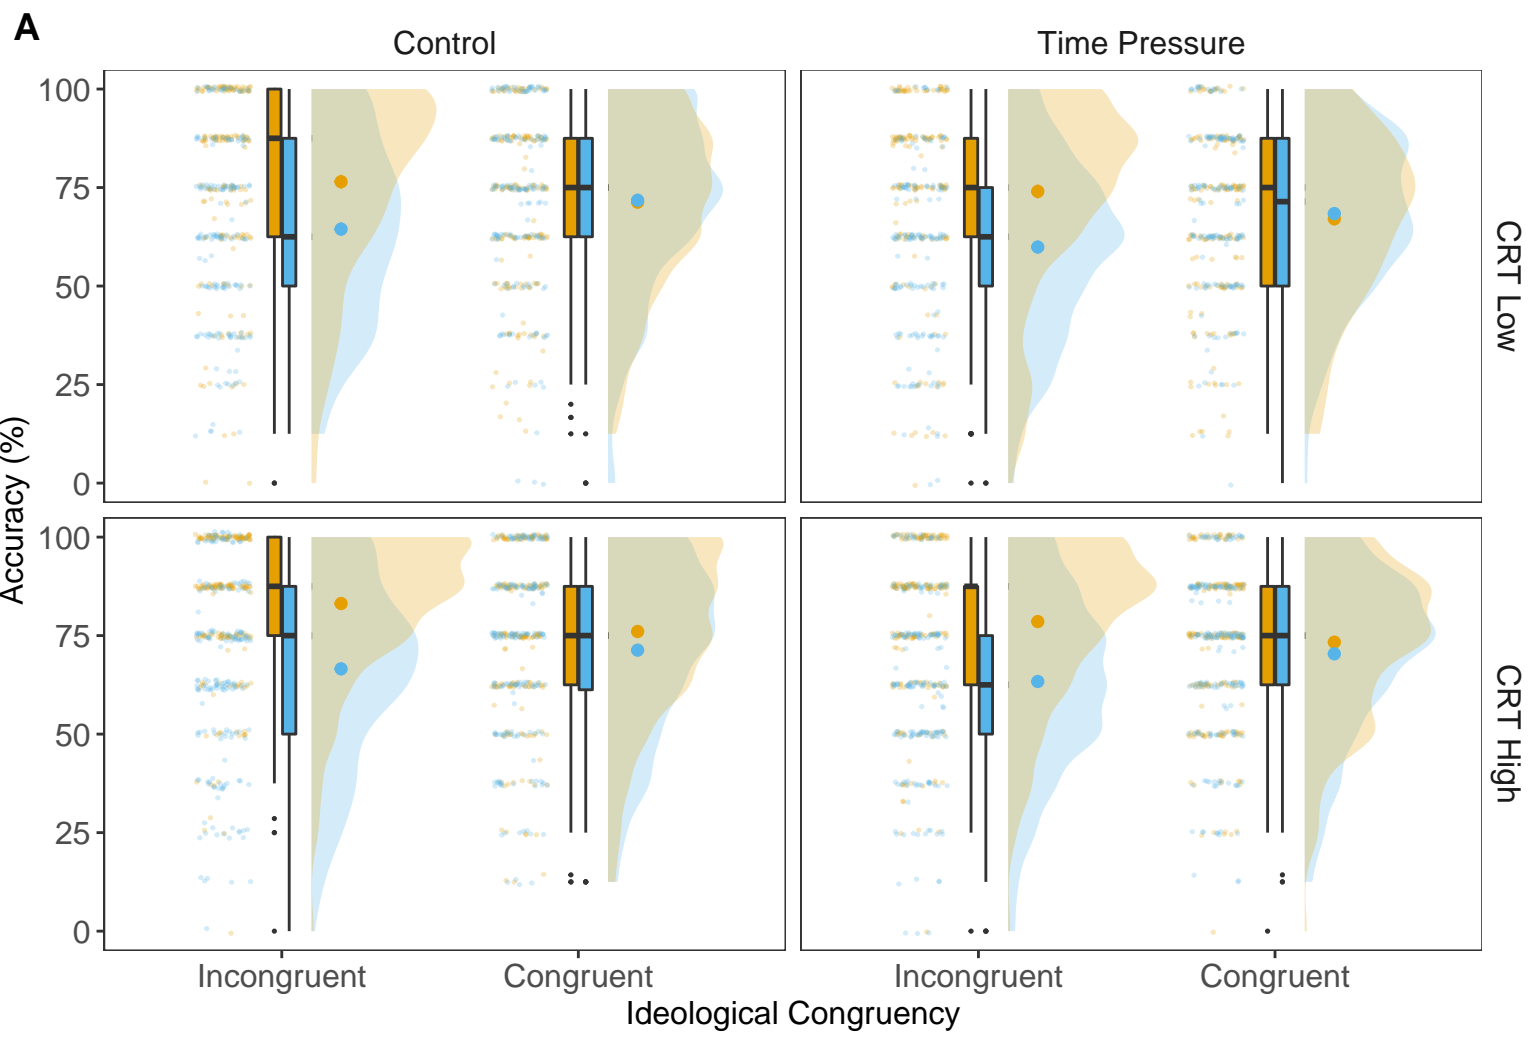 A
Control
Time Pressure
100
75
50
25
0
CRT Low
Accuracy (%)
100
75
50
25
0
CRT High
Incongruent
Congruent
Incongruent
Congruent
Ideological Congruency